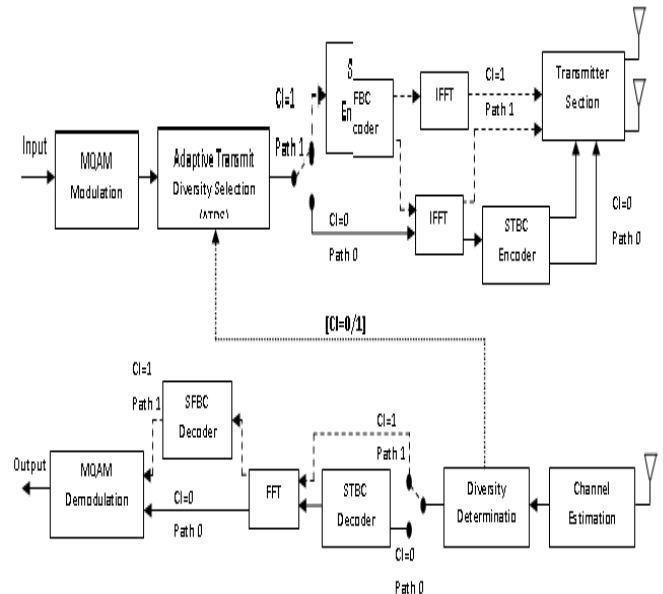 Input
MQAM
Modulation
Adaptive Transmit
Diversity Selection
CI=1
Path 1
CI=0
Path 0
S
En
FBC
coder
IFFT
IFFT
CI=1
Path 1
STBC
Encoder
Transmitter
Section
CI=0
Path 0
[CI=0/1]
Output
MQAM
Demodulation
CI=1
Path 1
SFBC
Decoder
CI=0
Path 0
FFT
CI=1
Path 1
STBC
Decoder
CI=0
Path 0
Diversity
Determinatio
Channel
Estimation